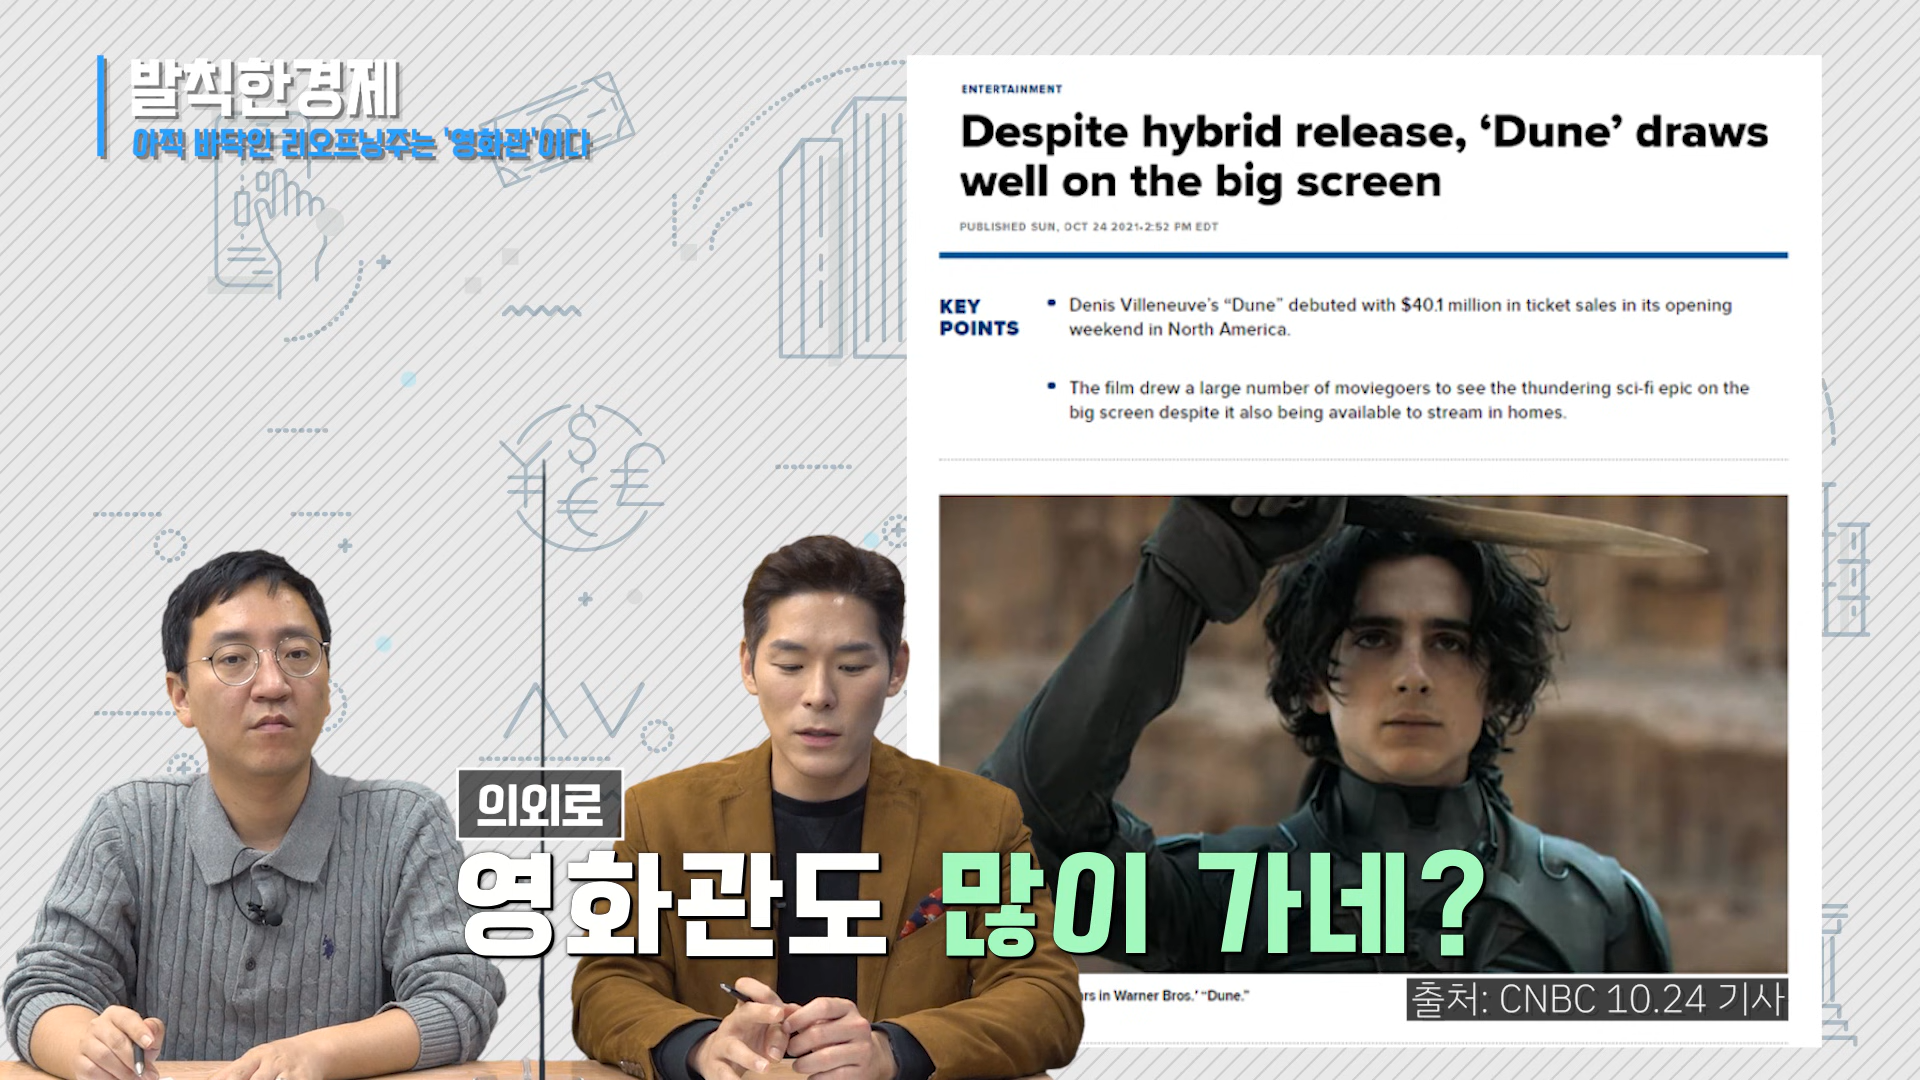 발칙한경제
아직 바닥인 리오프닝주는 '영화관'이다
ENTERTAINMENT
Despite hybrid release, ‘Dune’ draws
well on the big screen
PUBLISHED SUN, OCT 24 2021•2:52 PM EDT
KEY
POINTS
Denis Villeneuve’s “Dune” debuted with $40.1 million in ticket sales in its opening
weekend in North America.
The film drew a large number of moviegoers to see the thundering sci-fi epic on the
big screen despite it also being available to stream in homes.
의외로
영화관도 많이 가네?
in Warner Bros.’ “Dune.”
출처: CNBC 10.24 기사